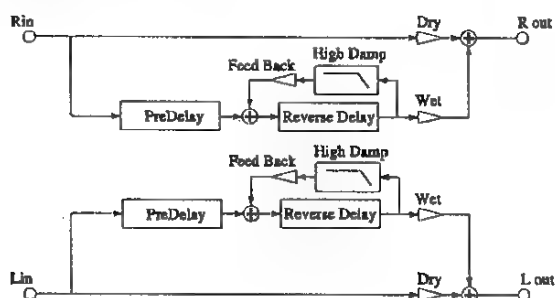 Rin
Dry
R out
High Damp
Feed Back
PreDelay
Reverse Delay
Wet
High Damp
Feed Back
Wet
PreDelay
Reverse Delay
Lin
Dry
L out